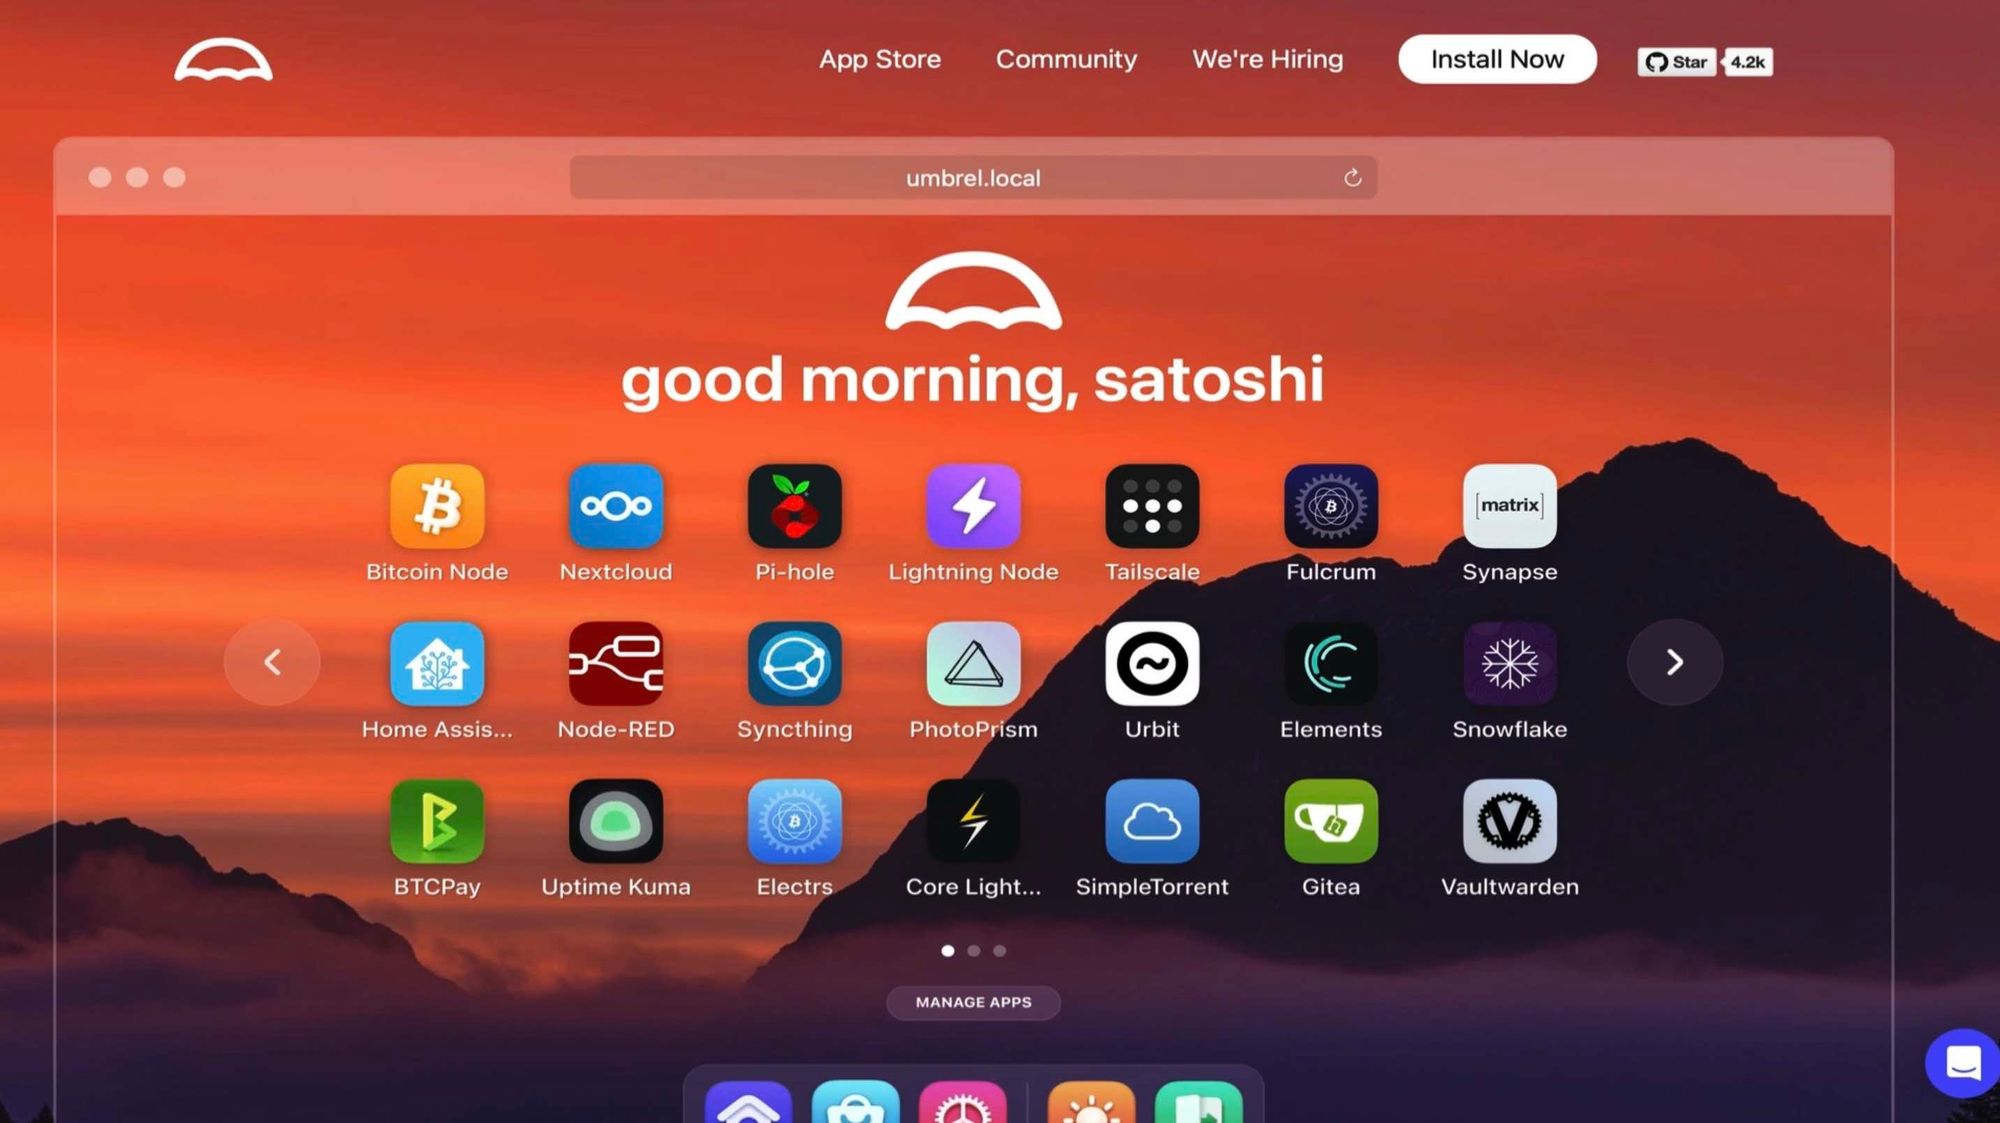 App Store Community We're Hiring Install Now Star 4.2k
umbrel.local
good morning, satoshi
[matrix]
Bitcoin Node Nextcloud Pi-hole Lightning Node Tailscale Fulcrum Synapse
Home Assis... Node-RED Syncthing PhotoPrism Urbit Elements Snowflake
BTCPay Uptime Kuma Electrs Core Light... SimpleTorrent Gitea Vaultwarden
MANAGE APPS